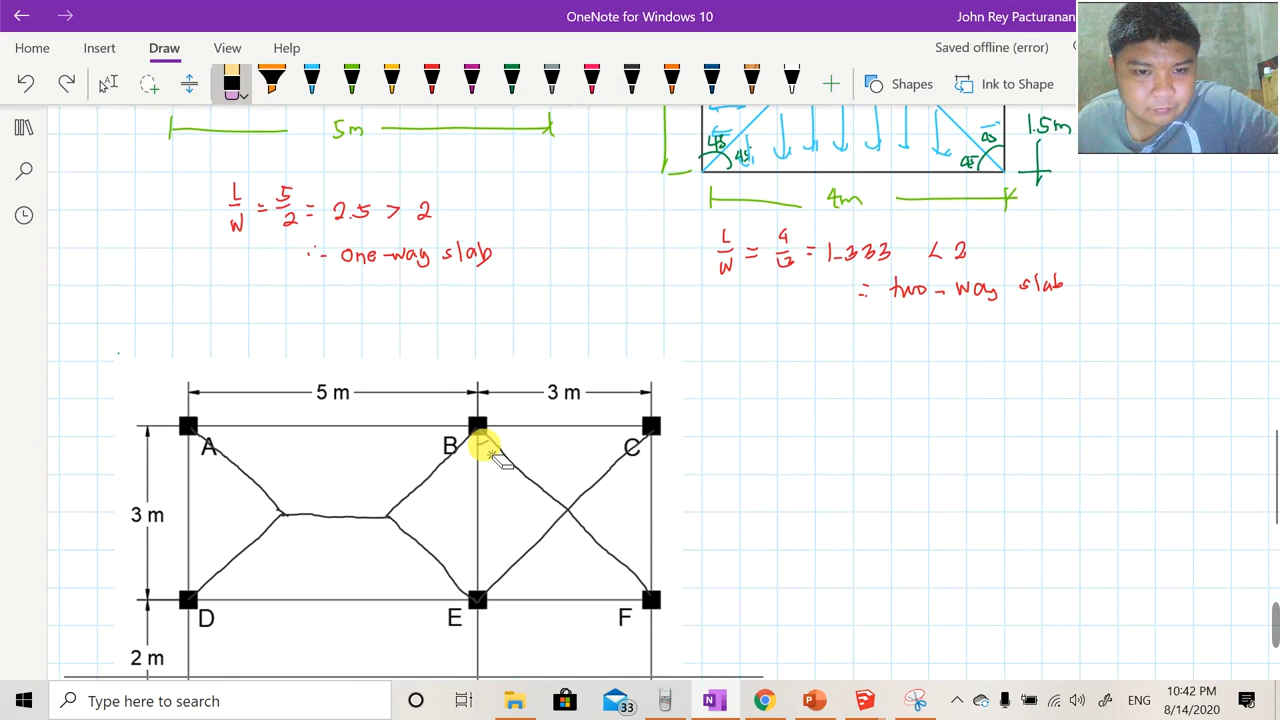 OneNote for Windows 10
John Rey Pacturanan
Home Insert Draw View Help
Saved offline (error)
Shapes
Ink to Shape
5m
45
45
45
45
1.5m
4m
L/W = 5/2 = 2.5 > 2
∴ one-way slab
L/W = 4/3 = 1.333 < 2
= two-way slab
5 m
3 m
A
B
C
3 m
D
E
F
2 m
Type here to search
33
ENG
10:42 PM
8/14/2020